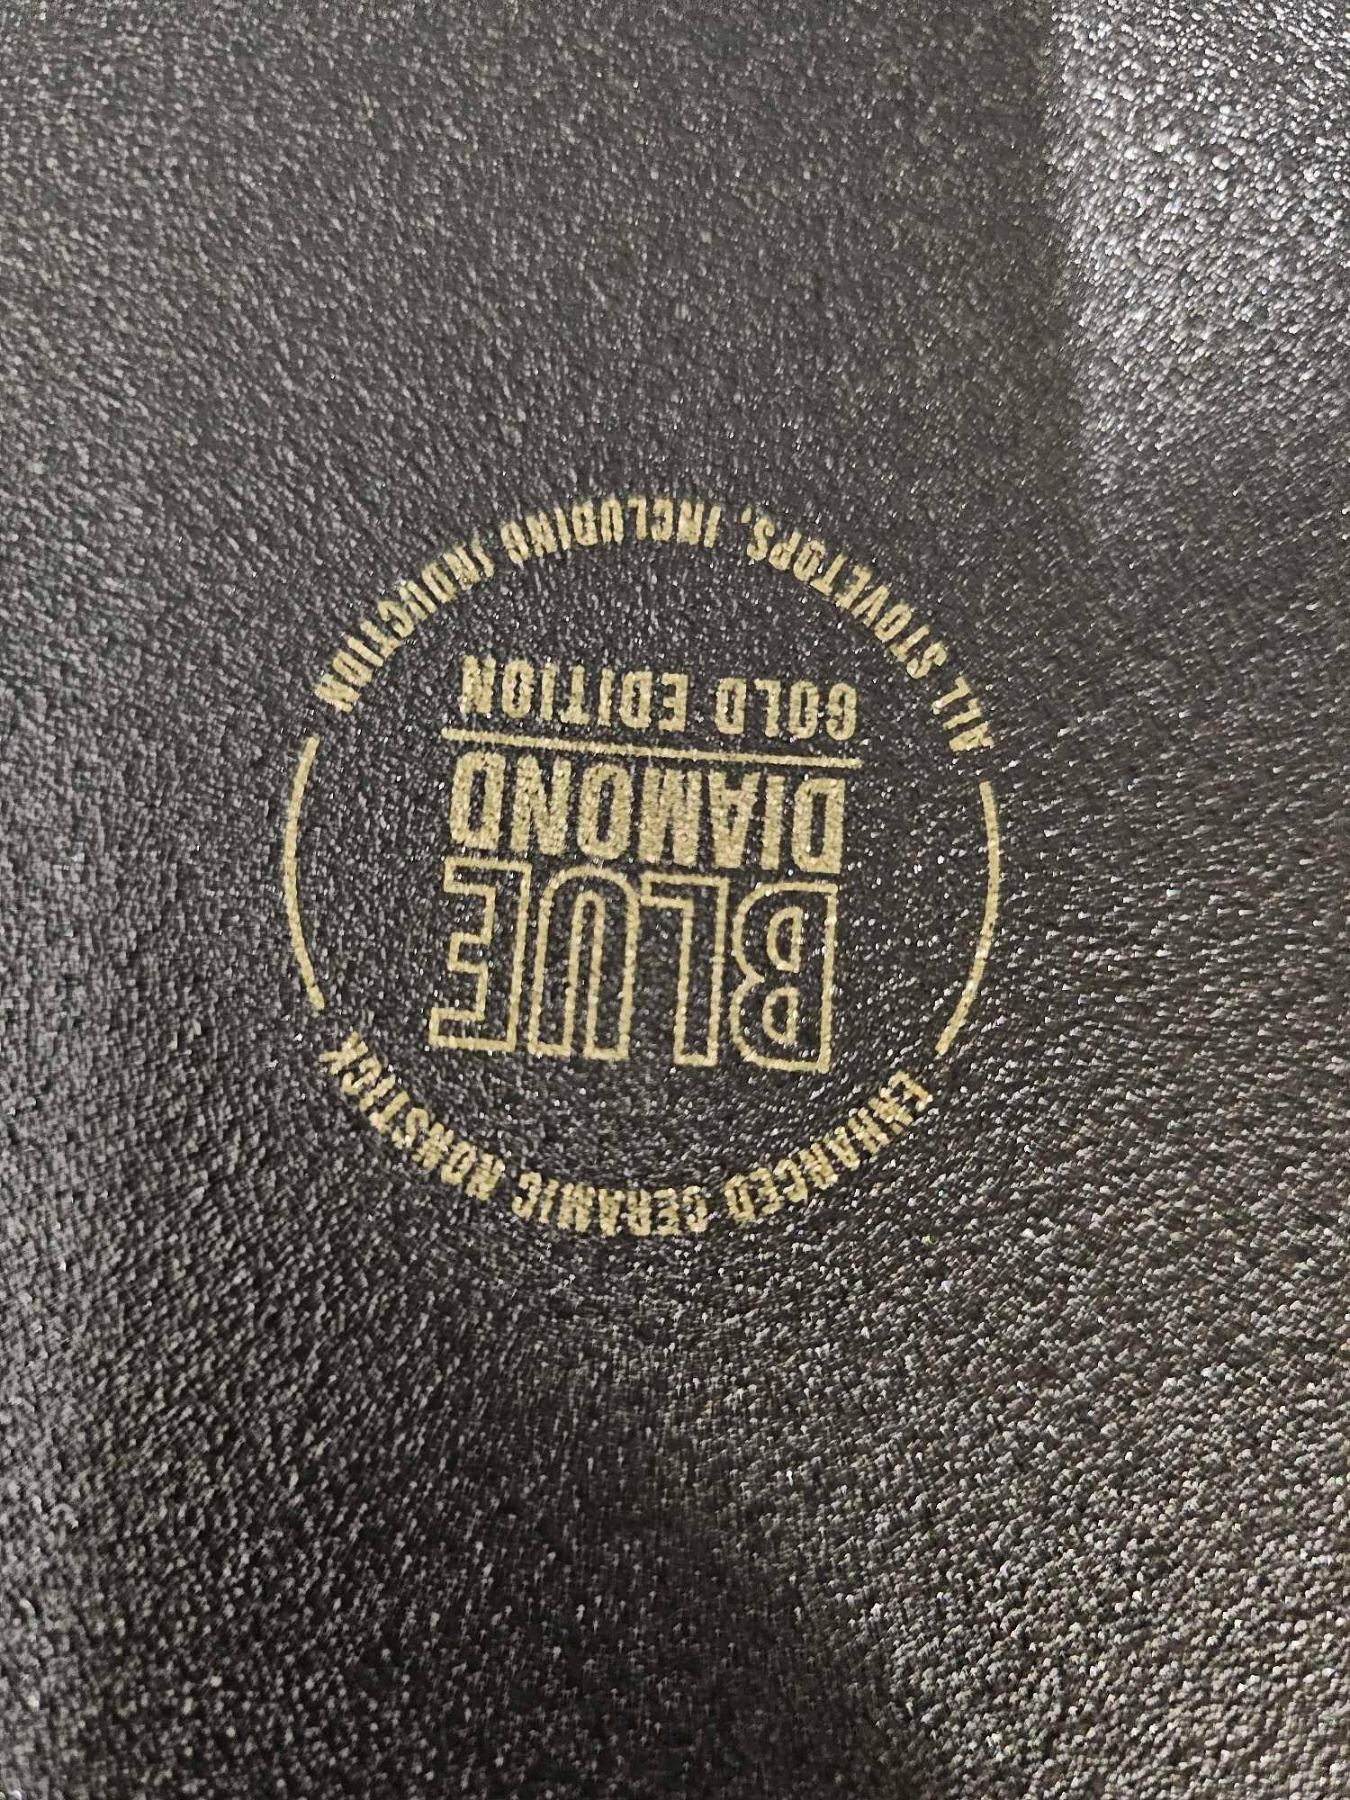 ENHANCED CERAMIC NONSTICK
BLUE
DIAMOND
GOLD EDITION
ALL STOVETOPS, INCLUDING INDUCTION